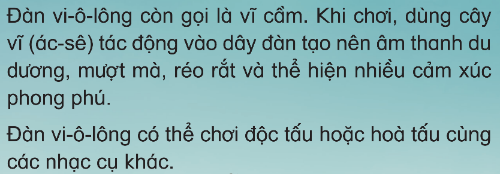 Đàn vi-ô-lông còn gọi là vĩ cầm. Khi chơi, dùng cây
vĩ (ác-sê) tác động vào dây đàn tạo nên âm thanh du
dương, mượt mà, réo rắt và thể hiện nhiều cảm xúc
phong phú.
Đàn vi-ô-lông có thể chơi độc tấu hoặc hoà tấu cùng
các nhạc cụ khác.